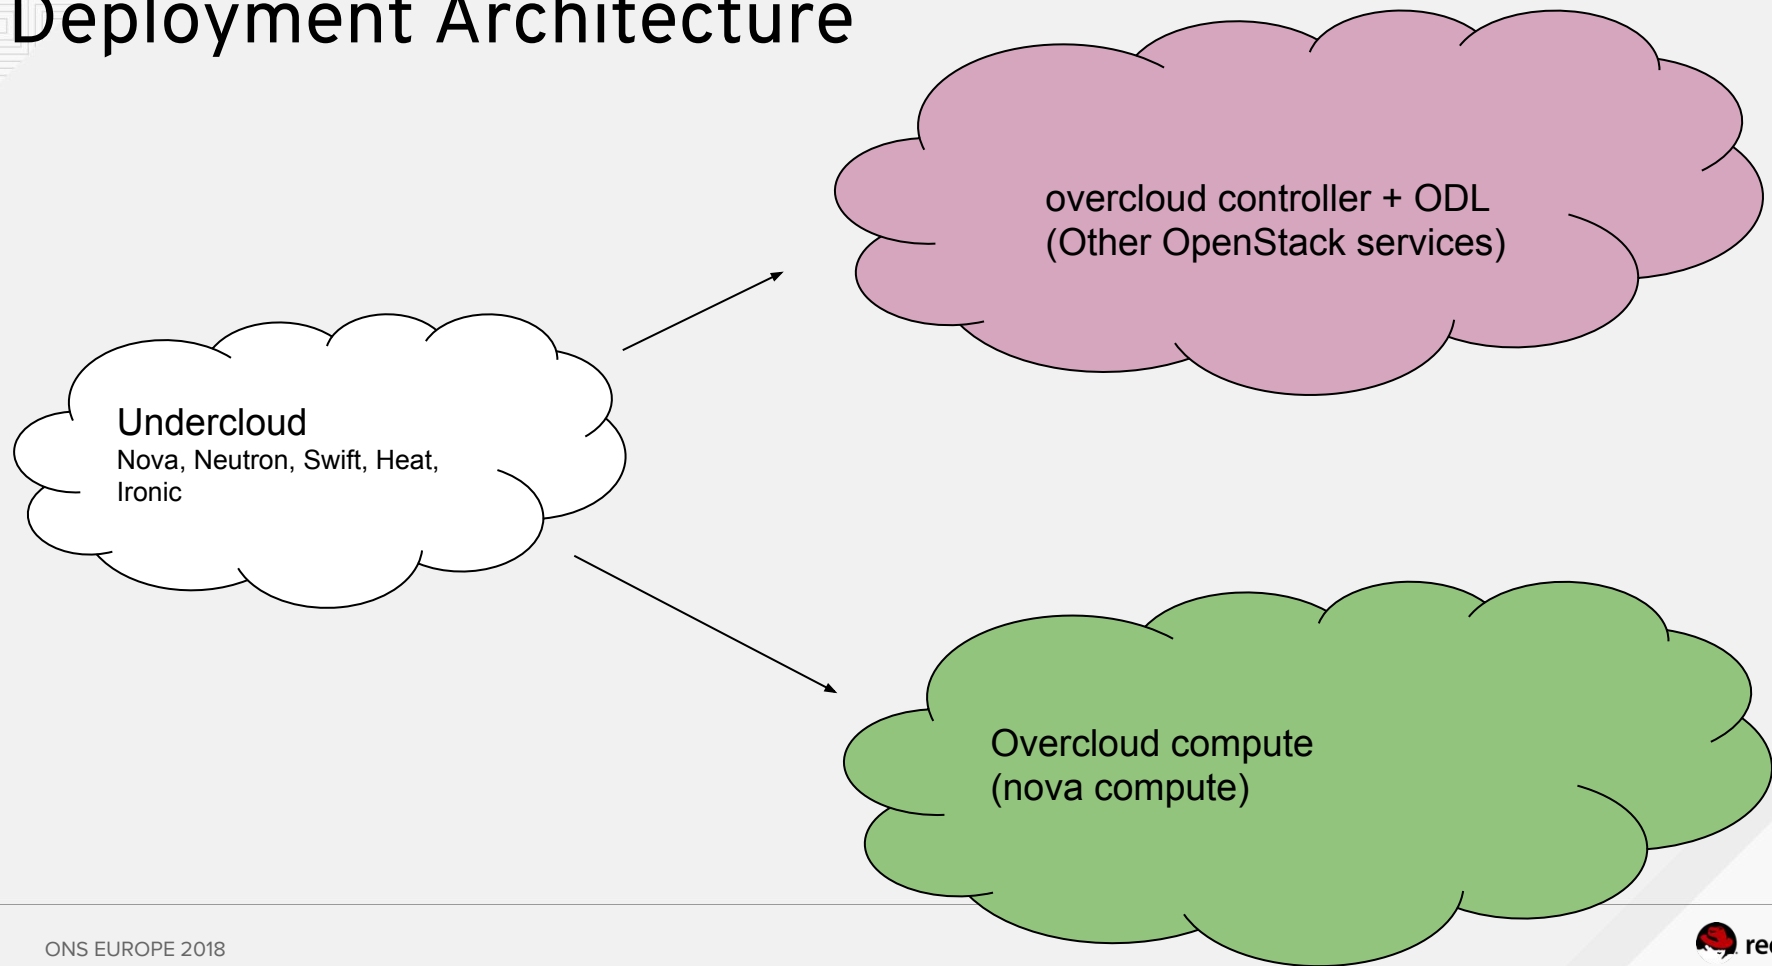 Deployment Architecture
overcloud controller + ODL
(Other OpenStack services)
Undercloud
Nova, Neutron, Swift, Heat,
Ironic
Overcloud compute
(nova compute)
ONS EUROPE 2018